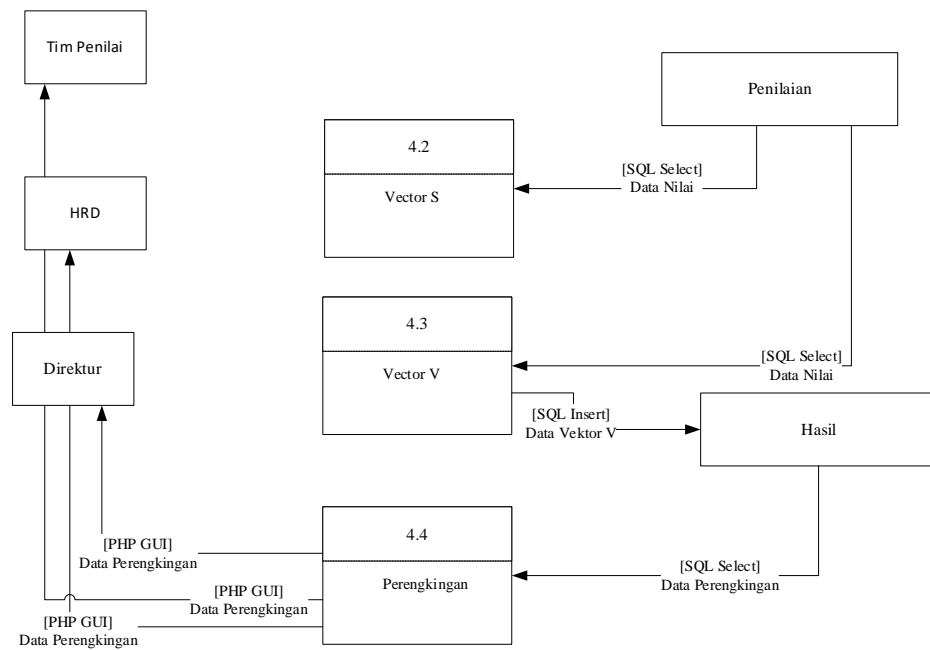 Tim Penilai
Penilaian
4.2
[SQL Select]
Data Nilai
Vector S
HRD
4.3
Direktur
[SQL Select]
Data Nilai
Vector V
[SQL Insert]
Data Vektor V
Hasil
4.4
[PHP GUI]
Data Perengkingan
[SQL Select]
Data Perengkingan
Perengkingan
[PHP GUI]
Data Perengkingan
[PHP GUI]
Data Perengkingan